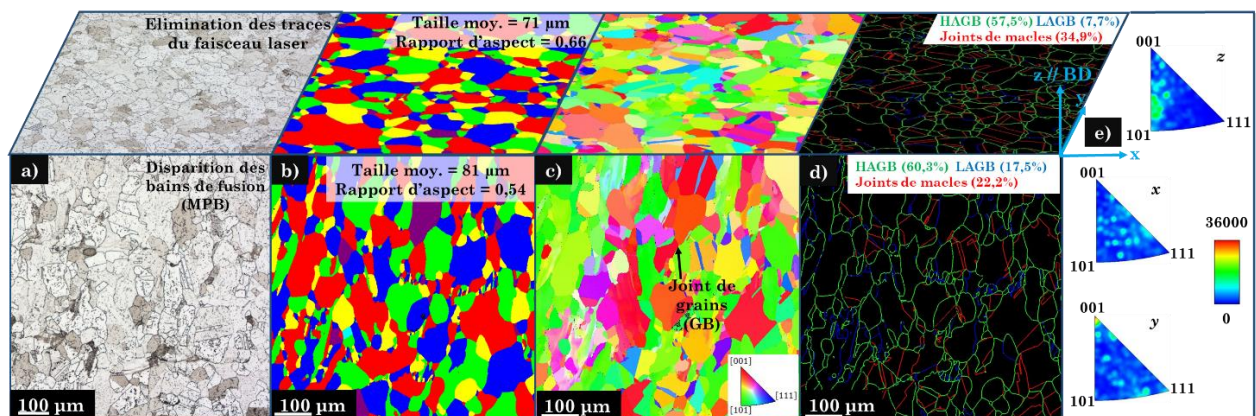 Elimination des traces
du faisceau laser
Taille moy. = 71 µm
Rapport d'aspect = 0,66
HAGB (57,5%) LAGB (7,7%)
Joints de macles (34,9%)
z // BD
y
x
e)
001
z
101
111
a)
Disparition des
bains de fusion
(MPB)
100 µm
b)
Taille moy. = 81 µm
Rapport d'aspect = 0,54
100 µm
c)
Joint de
grains
(GB)
[001]
[111]
[101]
100 µm
d)
HAGB (60,3%) LAGB (17,5%)
Joints de macles (22,2%)
100 µm
001
x
101
111
36000
0
001
y
101
111